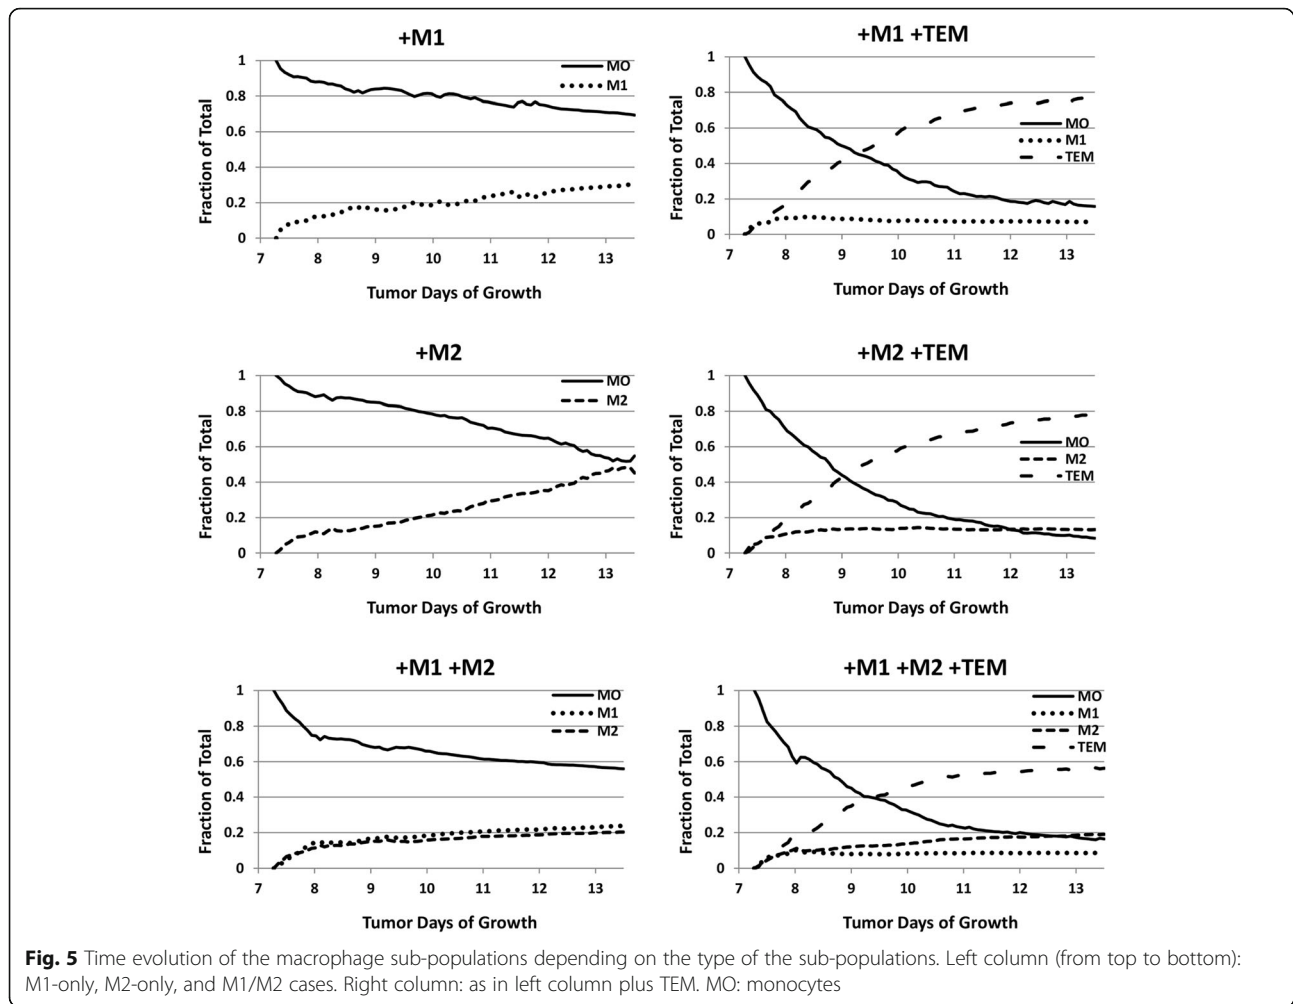 +M1
1
0.8
0.6
0.4
0.2
0
Fraction of Total
MO
M1
7 8 9 10 11 12 13
Tumor Days of Growth
+M1 +TEM
1
0.8
0.6
0.4
0.2
0
Fraction of Total
MO
M1
TEM
7 8 9 10 11 12 13
Tumor Days of Growth
+M2
1
0.8
0.6
0.4
0.2
0
Fraction of Total
MO
M2
7 8 9 10 11 12 13
Tumor Days of Growth
+M2 +TEM
1
0.8
0.6
0.4
0.2
0
Fraction of Total
MO
M2
TEM
7 8 9 10 11 12 13
Tumor Days of Growth
+M1 +M2
1
0.8
0.6
0.4
0.2
0
Fraction of Total
MO
M1
M2
7 8 9 10 11 12 13
Tumor Days of Growth
+M1 +M2 +TEM
1
0.8
0.6
0.4
0.2
0
Fraction of Total
MO
M1
M2
TEM
7 8 9 10 11 12 13
Tumor Days of Growth
Fig. 5 Time evolution of the macrophage sub-populations depending on the type of the sub-populations. Left column (from top to bottom):
M1-only, M2-only, and M1/M2 cases. Right column: as in left column plus TEM. MO: monocytes